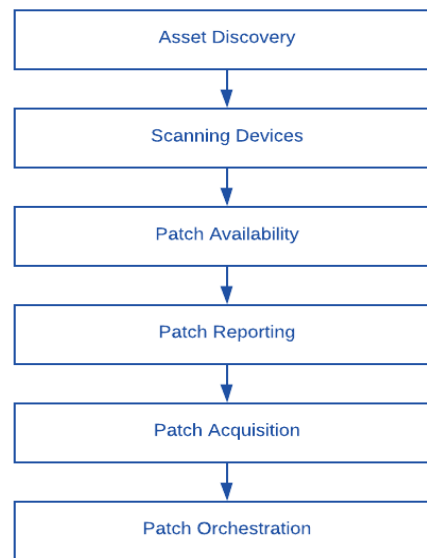 Asset Discovery
Scanning Devices
Patch Availability
Patch Reporting
Patch Acquisition
Patch Orchestration